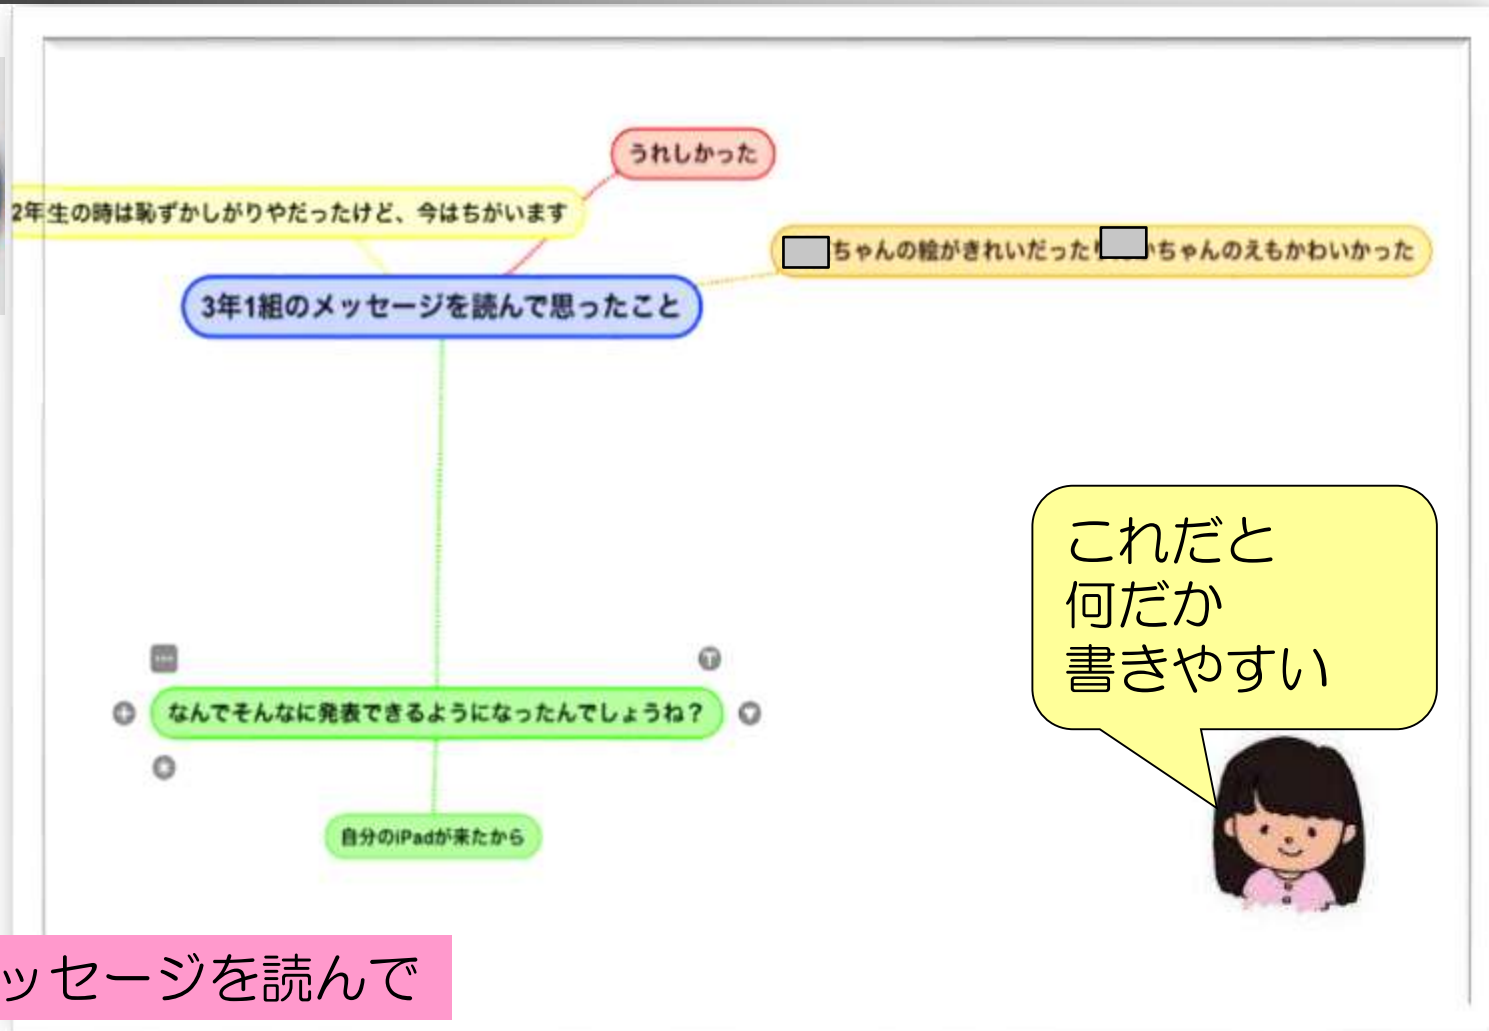 うれしかった
2年生の時は恥ずかしがりやだったけど、今はちがいます
ちゃんの絵がきれいだった
ちゃんのえもかわいかった
3年1組のメッセージを読んで思ったこと
これだと
何だか
書きやすい
なんでそんなに発表できるようになったんでしょうね？
自分のiPadが来たから
ッセージを読んで